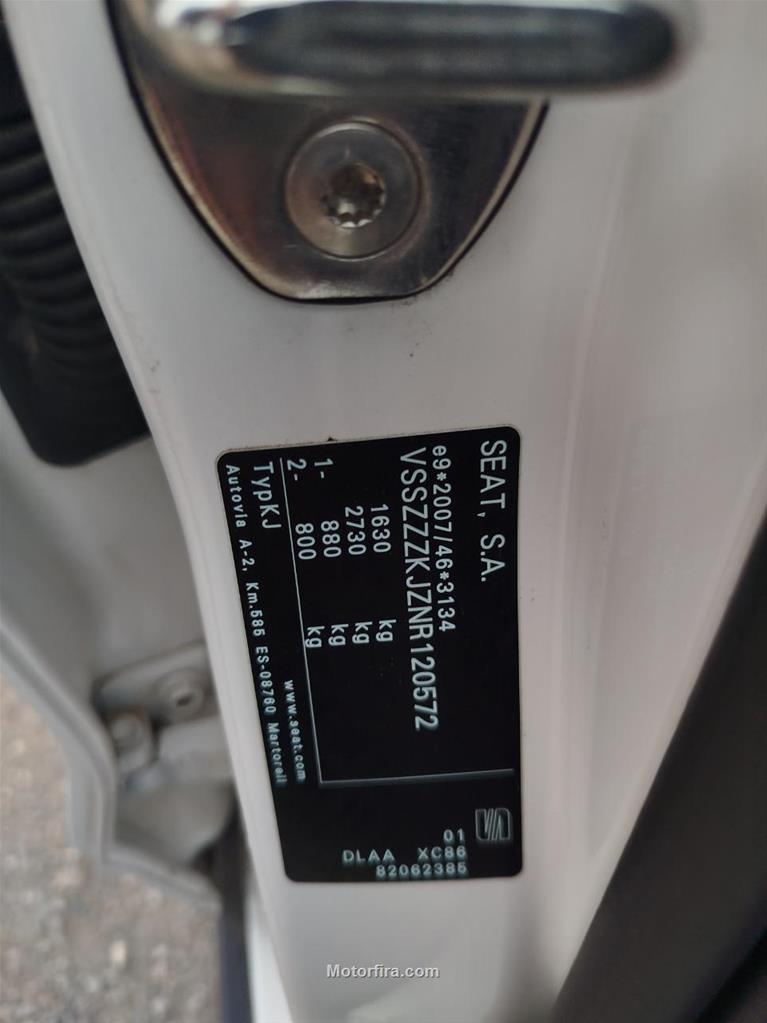 SEAT, S.A.
e9*2007/46*3134
VSSZZZKJZNR120572
1630 kg
2730 kg
1- 880 kg
2- 800 kg
TypKJ www.seat.com
Autovia A-2, Km.585 ES-08760 Martorell
01
DLAA XC86
82062385
Motorfira.com